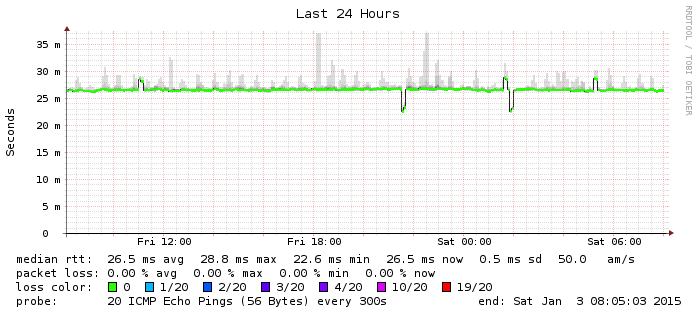 Last 24 Hours
RRDTOOL / TOBI OETIKER
Seconds
35 m
30 m
25 m
20 m
15 m
10 m
5 m
0
Fri 12:00 Fri 18:00 Sat 00:00 Sat 06:00
median rtt: 26.5 ms avg 28.8 ms max 22.6 ms min 26.5 ms now 0.5 ms sd 50.0 am/s
packet loss: 0.00 % avg 0.00 % max 0.00 % min 0.00 % now
loss color: 0 1/20 2/20 3/20 4/20 10/20 19/20
probe: 20 ICMP Echo Pings (56 Bytes) every 300s end: Sat Jan 3 08:05:03 2015